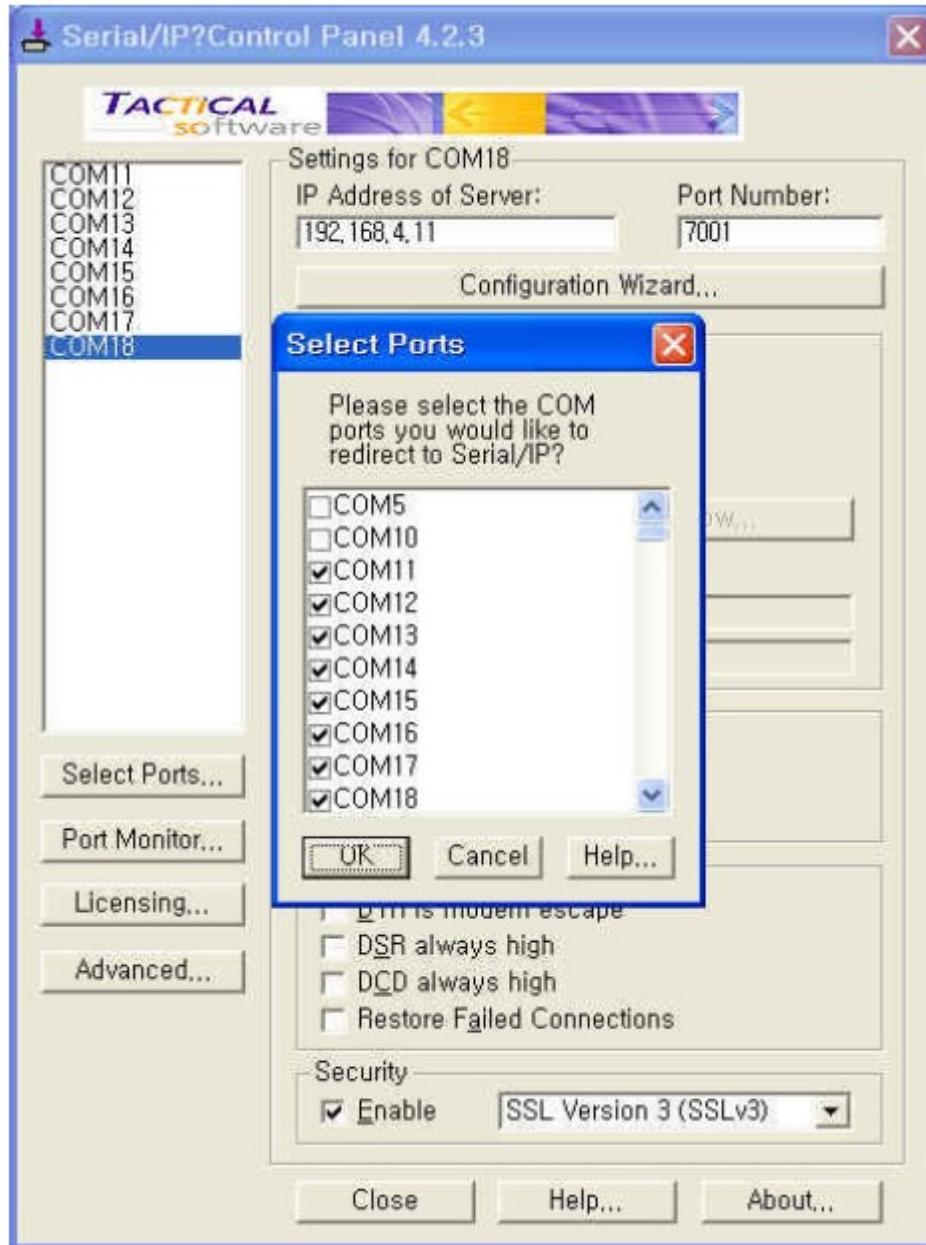 Serial/IP?Control Panel 4.2.3
TACTICAL
software
COM11
COM12
COM13
COM14
COM15
COM16
COM17
COM18
Settings for COM18
IP Address of Server:
Port Number:
192,168,4,11
7001
Configuration Wizard,,,
Select Ports
Please select the COM
ports you would like to
redirect to Serial/IP?
COM5
COM10
COM11
COM12
COM13
COM14
COM15
COM16
COM17
COM18
OK
Cancel
Help...
Select Ports,,,
Port Monitor...
Licensing...
Advanced...
is modem escape
DSR always high
DCD always high
Restore Failed Connections
Security
Enable
SSL Version 3 (SSLv3)
Close
Help,,,
About,,,